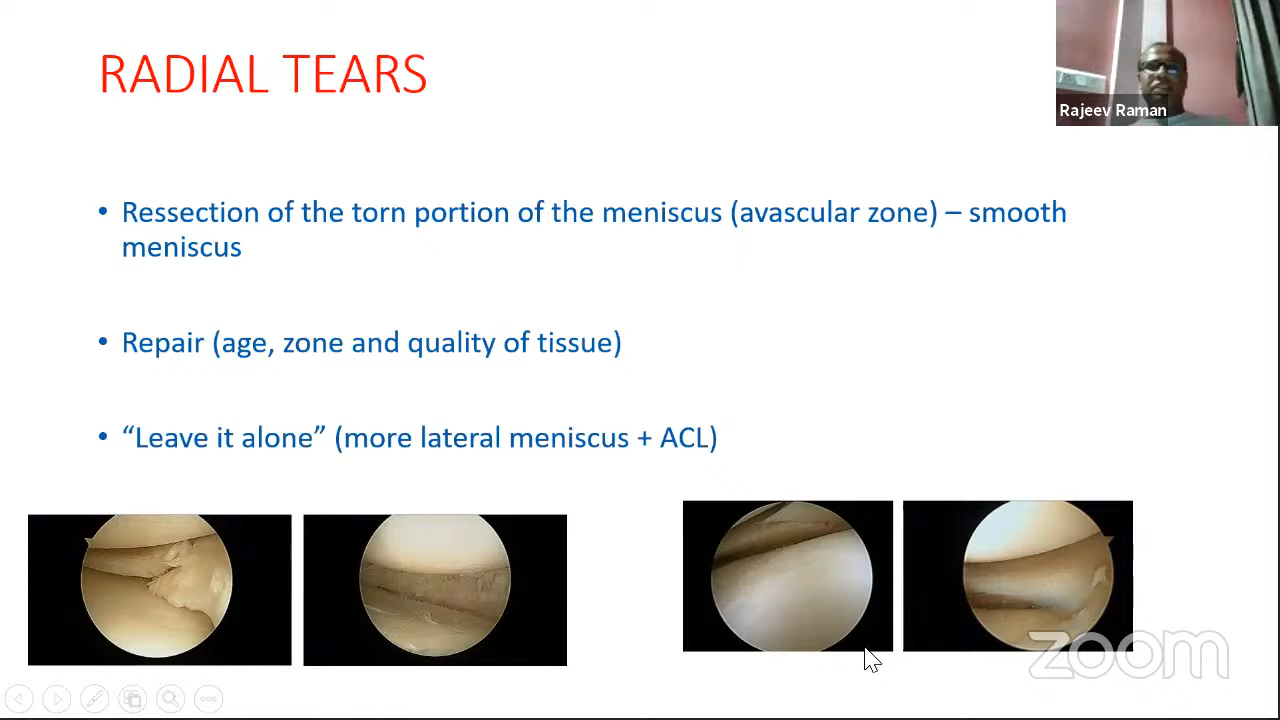 RADIAL TEARS
Rajeev Raman
• Ressection of the torn portion of the meniscus (avascular zone) – smooth
meniscus
• Repair (age, zone and quality of tissue)
• “Leave it alone” (more lateral meniscus + ACL)
zoom